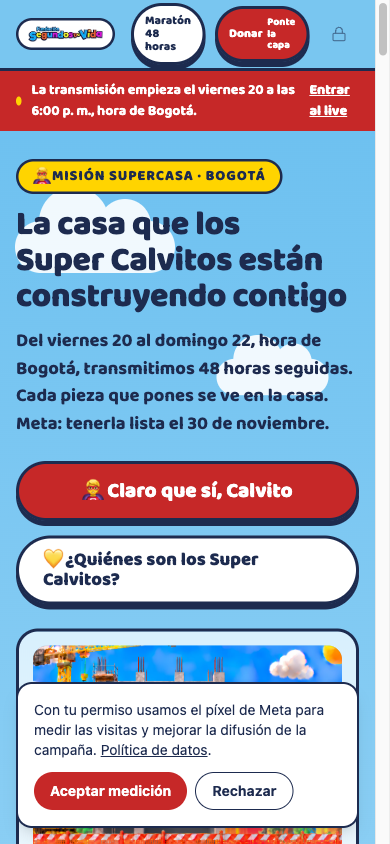 Fundación
Segundos de Vida
Maratón
48
horas
Donar
Ponte
la
capa
La transmisión empieza el viernes 20 a las
6:00 p. m., hora de Bogotá.
Entrar
al live
MISIÓN SUPERCASA · BOGOTÁ
La casa que los
Super Calvitos están
construyendo contigo
Del viernes 20 al domingo 22, hora de
Bogotá, transmitimos 48 horas seguidas.
Cada pieza que pones se ve en la casa.
Meta: tenerla lista el 30 de noviembre.
Claro que sí, Calvito
¿Quiénes son los Super
Calvitos?
Con tu permiso usamos el píxel de Meta para
medir las visitas y mejorar la difusión de la
campaña. Política de datos.
Aceptar medición
Rechazar